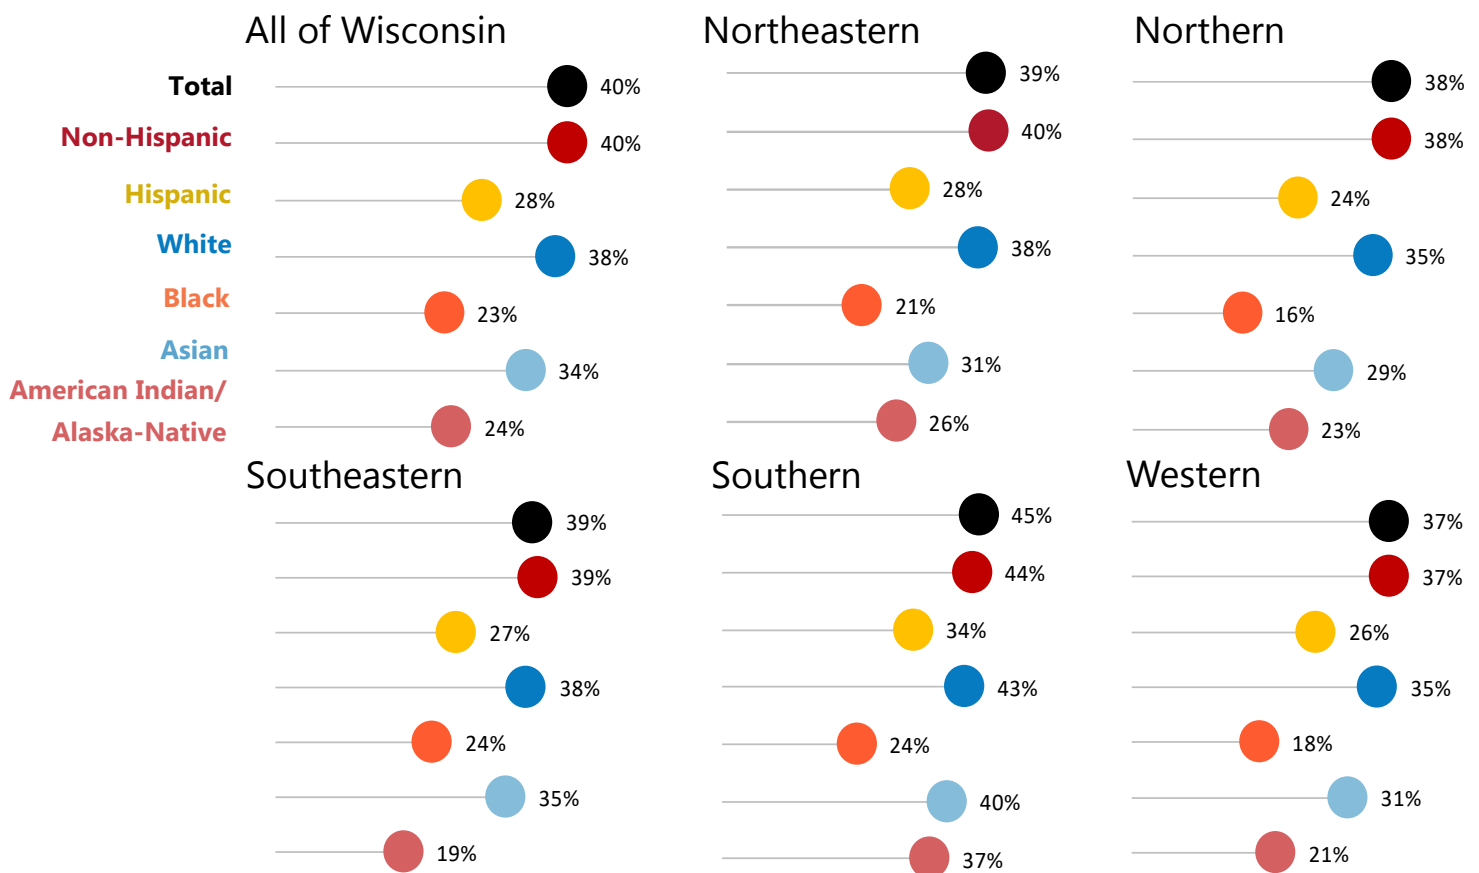 All of Wisconsin
Total 40%
Non-Hispanic 40%
Hispanic 28%
White 38%
Black 23%
Asian 34%
American Indian/
Alaska-Native 24%
Northeastern
39%
40%
28%
38%
21%
31%
26%
Northern
38%
38%
24%
35%
16%
29%
23%
Southeastern
39%
39%
27%
38%
24%
35%
19%
Southern
45%
44%
34%
43%
24%
40%
37%
Western
37%
37%
26%
35%
18%
31%
21%